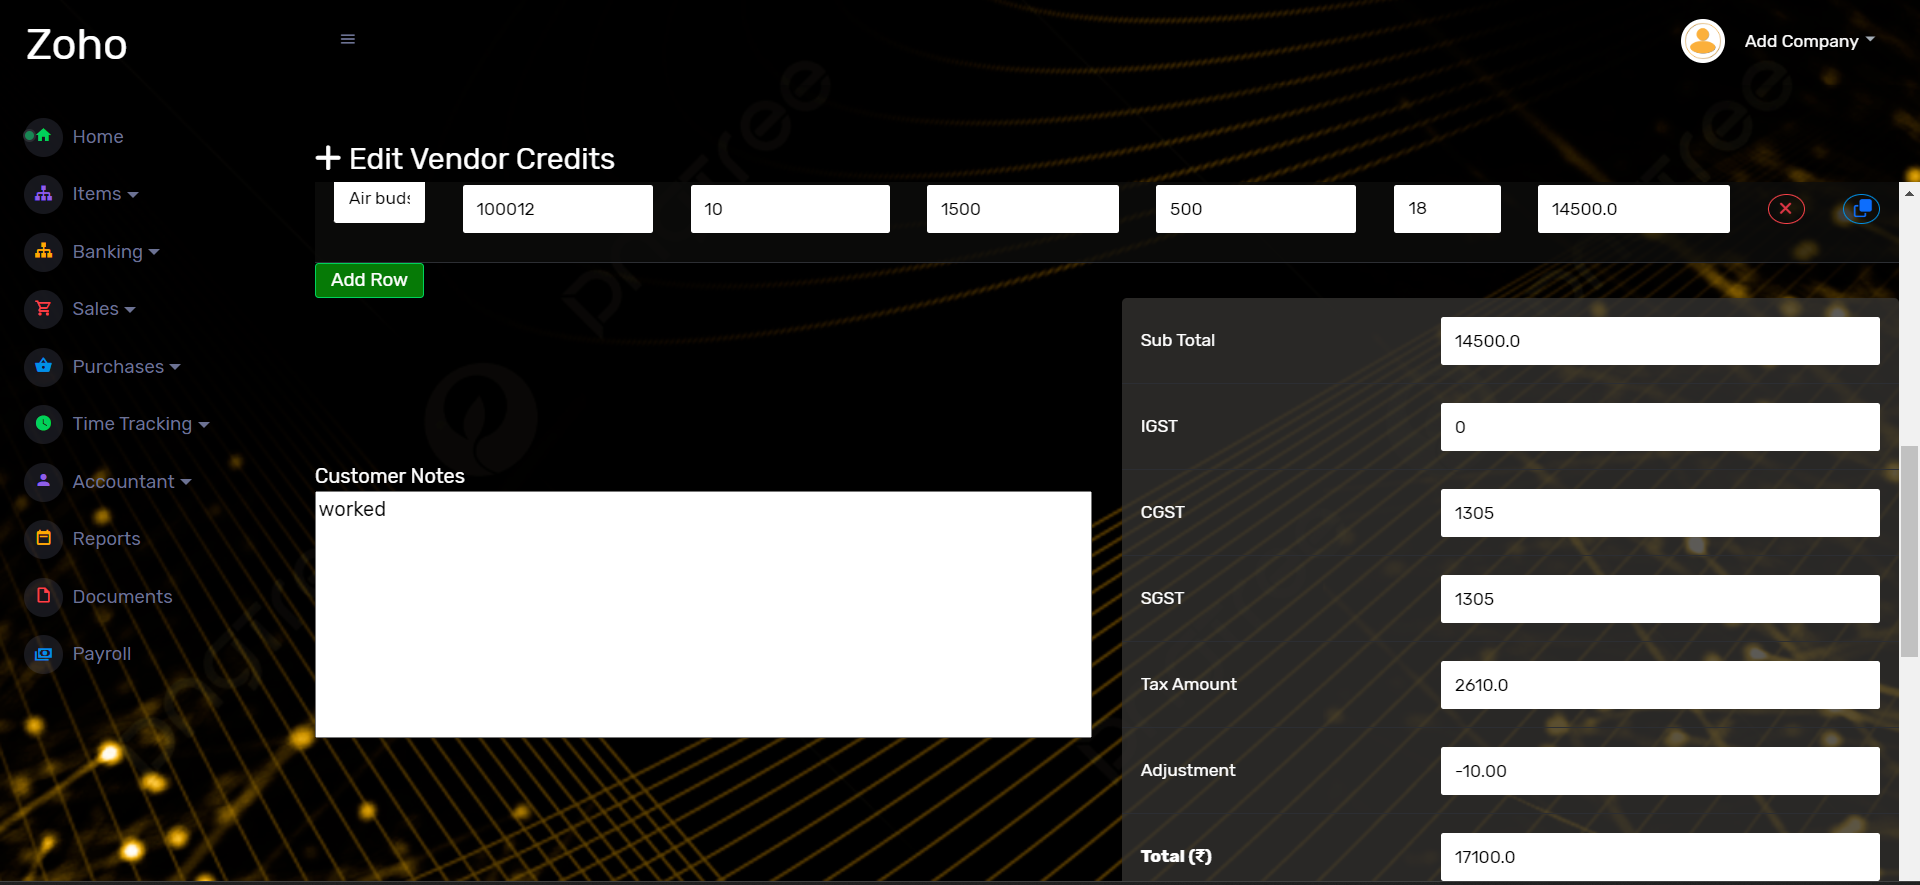 Zoho
Add Company
Home
Items
Banking
Sales
Purchases
Time Tracking
Accountant
Reports
Documents
Payroll
Edit Vendor Credits
Air buds 100012 10 1500 500 18 14500.0
Add Row
Sub Total 14500.0
IGST 0
CGST 1305
SGST 1305
Tax Amount 2610.0
Adjustment -10.00
Total (₹) 17100.0
Customer Notes
worked